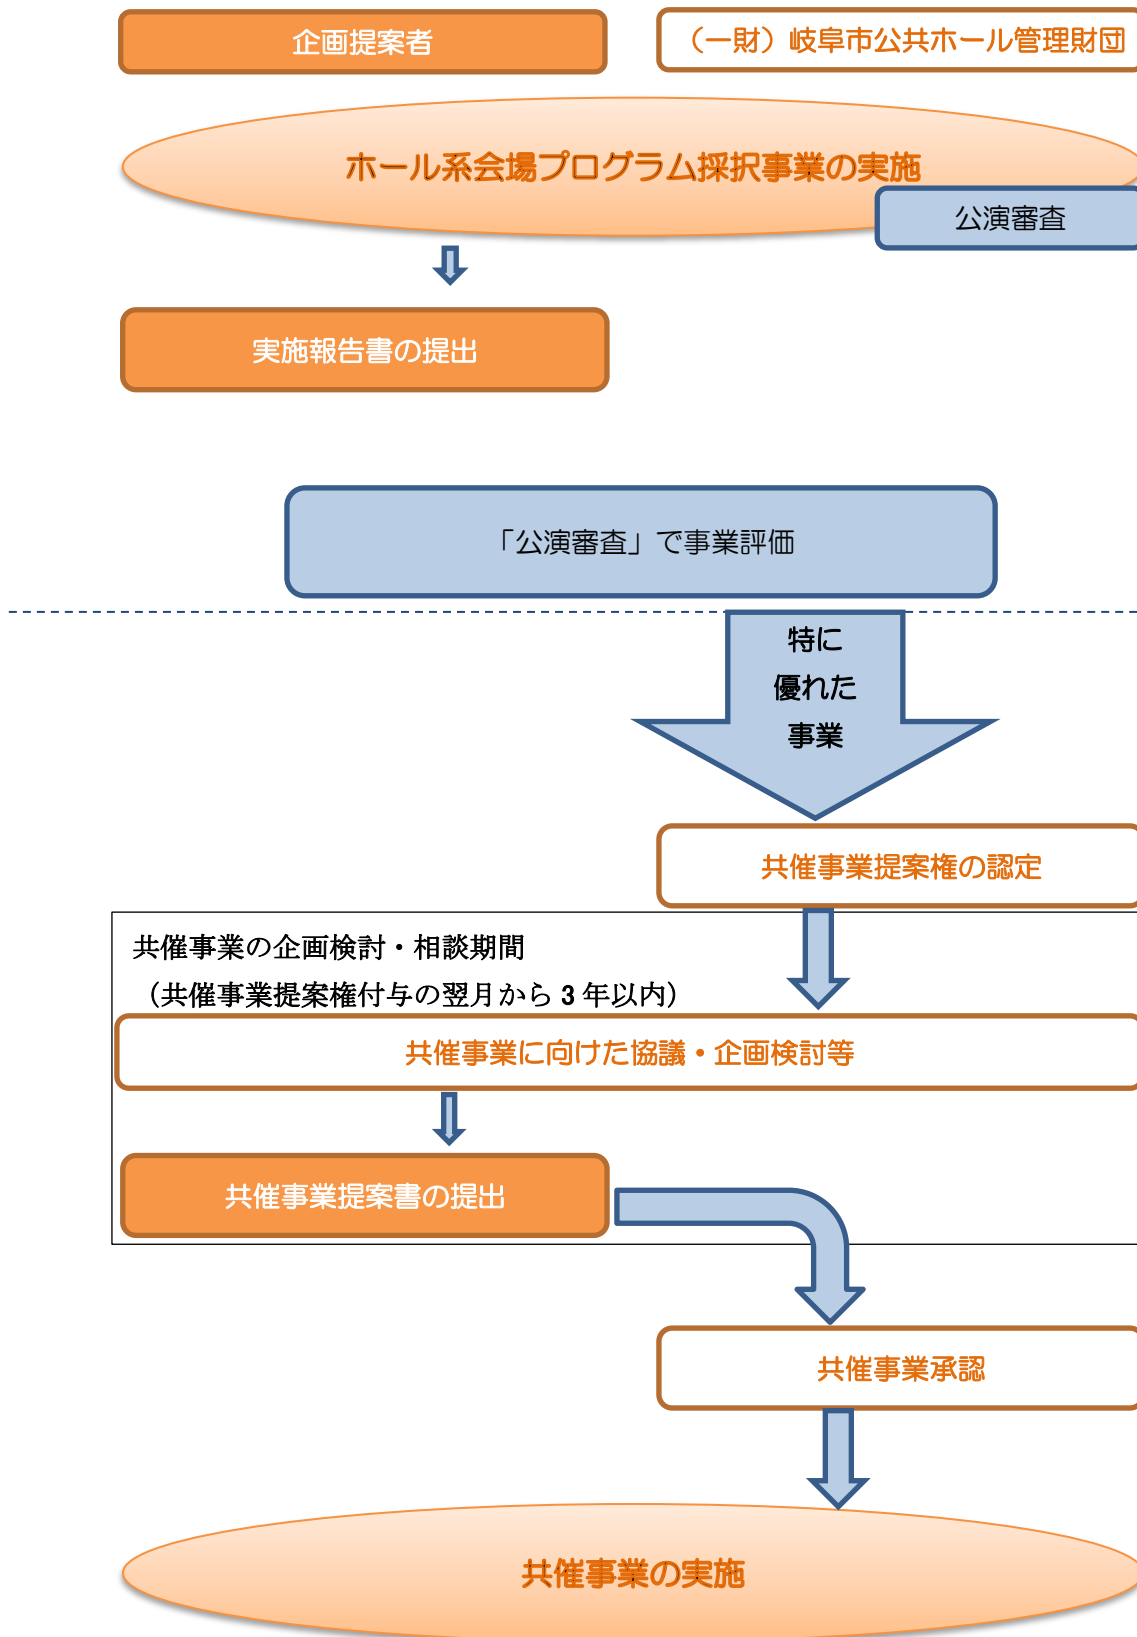 企画提案者
（一財）岐阜市公共ホール管理財団
ホール系会場プログラム採択事業の実施
公演審査
実施報告書の提出
「公演審査」で事業評価
特に
優れた
事業
共催事業提案権の認定
共催事業の企画検討・相談期間
（共催事業提案権付与の翌月から 3 年以内）
共催事業に向けた協議・企画検討等
共催事業提案書の提出
共催事業承認
共催事業の実施